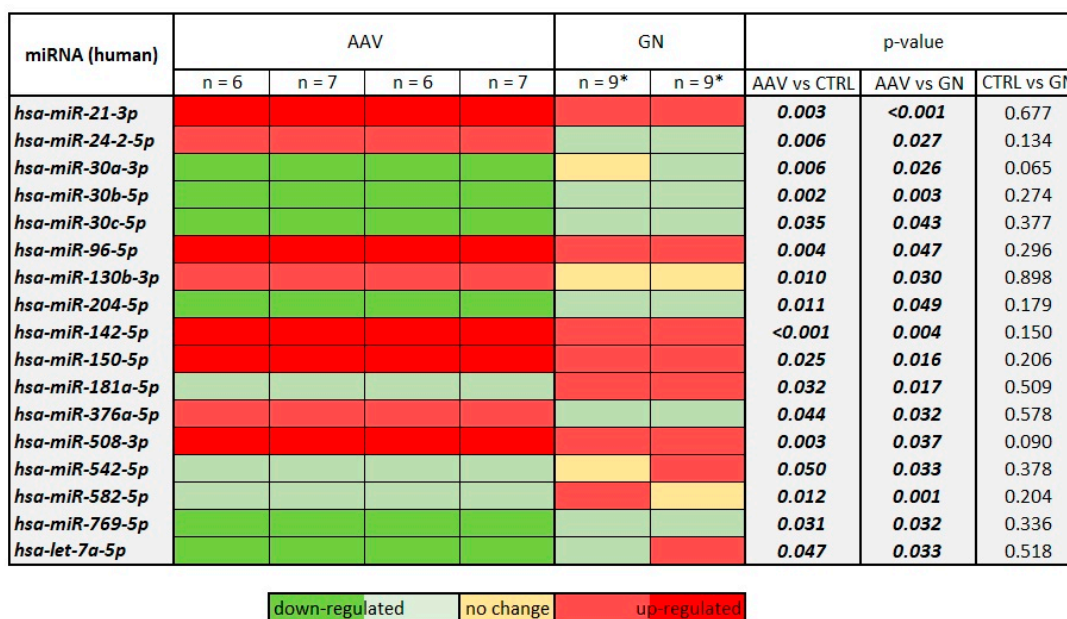 miRNA (human) AAV GN p-value
n = 6 n = 7 n = 6 n = 7 n = 9* n = 9* AAV vs CTRL AAV vs GN CTRL vs GN
hsa-miR-21-3p 0.003 <0.001 0.677
hsa-miR-24-2-5p 0.006 0.027 0.134
hsa-miR-30a-3p 0.006 0.026 0.065
hsa-miR-30b-5p 0.002 0.003 0.274
hsa-miR-30c-5p 0.035 0.043 0.377
hsa-miR-96-5p 0.004 0.047 0.296
hsa-miR-130b-3p 0.010 0.030 0.898
hsa-miR-204-5p 0.011 0.049 0.179
hsa-miR-142-5p <0.001 0.004 0.150
hsa-miR-150-5p 0.025 0.016 0.206
hsa-miR-181a-5p 0.032 0.017 0.509
hsa-miR-376a-5p 0.044 0.032 0.578
hsa-miR-508-3p 0.003 0.037 0.090
hsa-miR-542-5p 0.050 0.033 0.378
hsa-miR-582-5p 0.012 0.001 0.204
hsa-miR-769-5p 0.031 0.032 0.336
hsa-let-7a-5p 0.047 0.033 0.518
down-regulated no change up-regulated